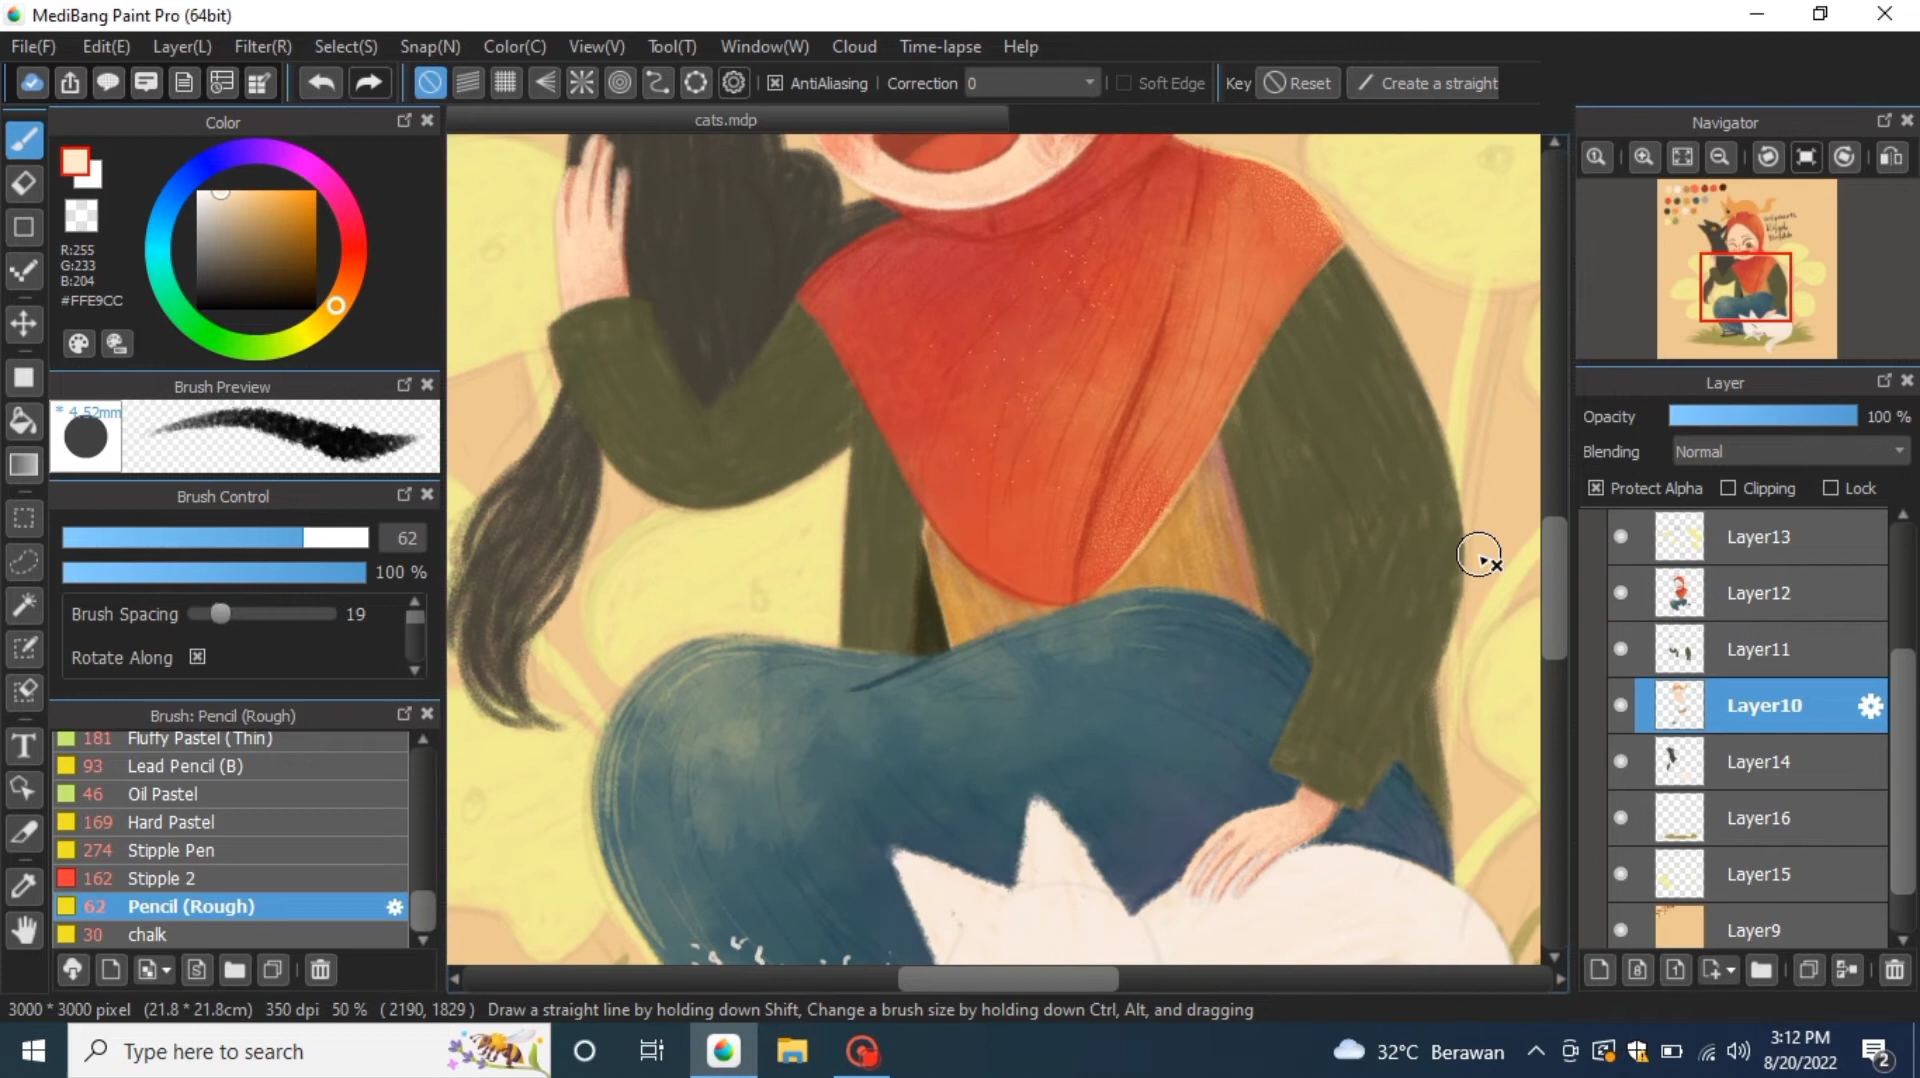 MediBang Paint Pro (64bit)
File(F) Edit(E) Layer(L) Filter(R) Select(S) Snap(N) Color(C) View(V) Tool(T) Window(W) Cloud Time-lapse Help
AntiAliasing Correction 0 Soft Edge Key Reset Create a straight
Color
cats.mdp
Navigator
R:255
G:233
B:204
#FFE9CC
Brush Preview
* 4.52mm
Layer
Opacity 100 %
Blending Normal
Protect Alpha Clipping Lock
Brush Control
62
100 %
Brush Spacing 19
Rotate Along
Layer13
Layer12
Layer11
Layer10
Layer14
Layer16
Layer15
Layer9
Brush: Pencil (Rough)
181 Fluffy Pastel (Thin)
93 Lead Pencil (B)
46 Oil Pastel
169 Hard Pastel
274 Stipple Pen
162 Stipple 2
62 Pencil (Rough)
30 chalk
3000 * 3000 pixel (21.8 * 21.8cm) 350 dpi 50 % ( 2190, 1829 ) Draw a straight line by holding down Shift, Change a brush size by holding down Ctrl, Alt, and dragging
Type here to search
32°C Berawan
3:12 PM
8/20/2022
2